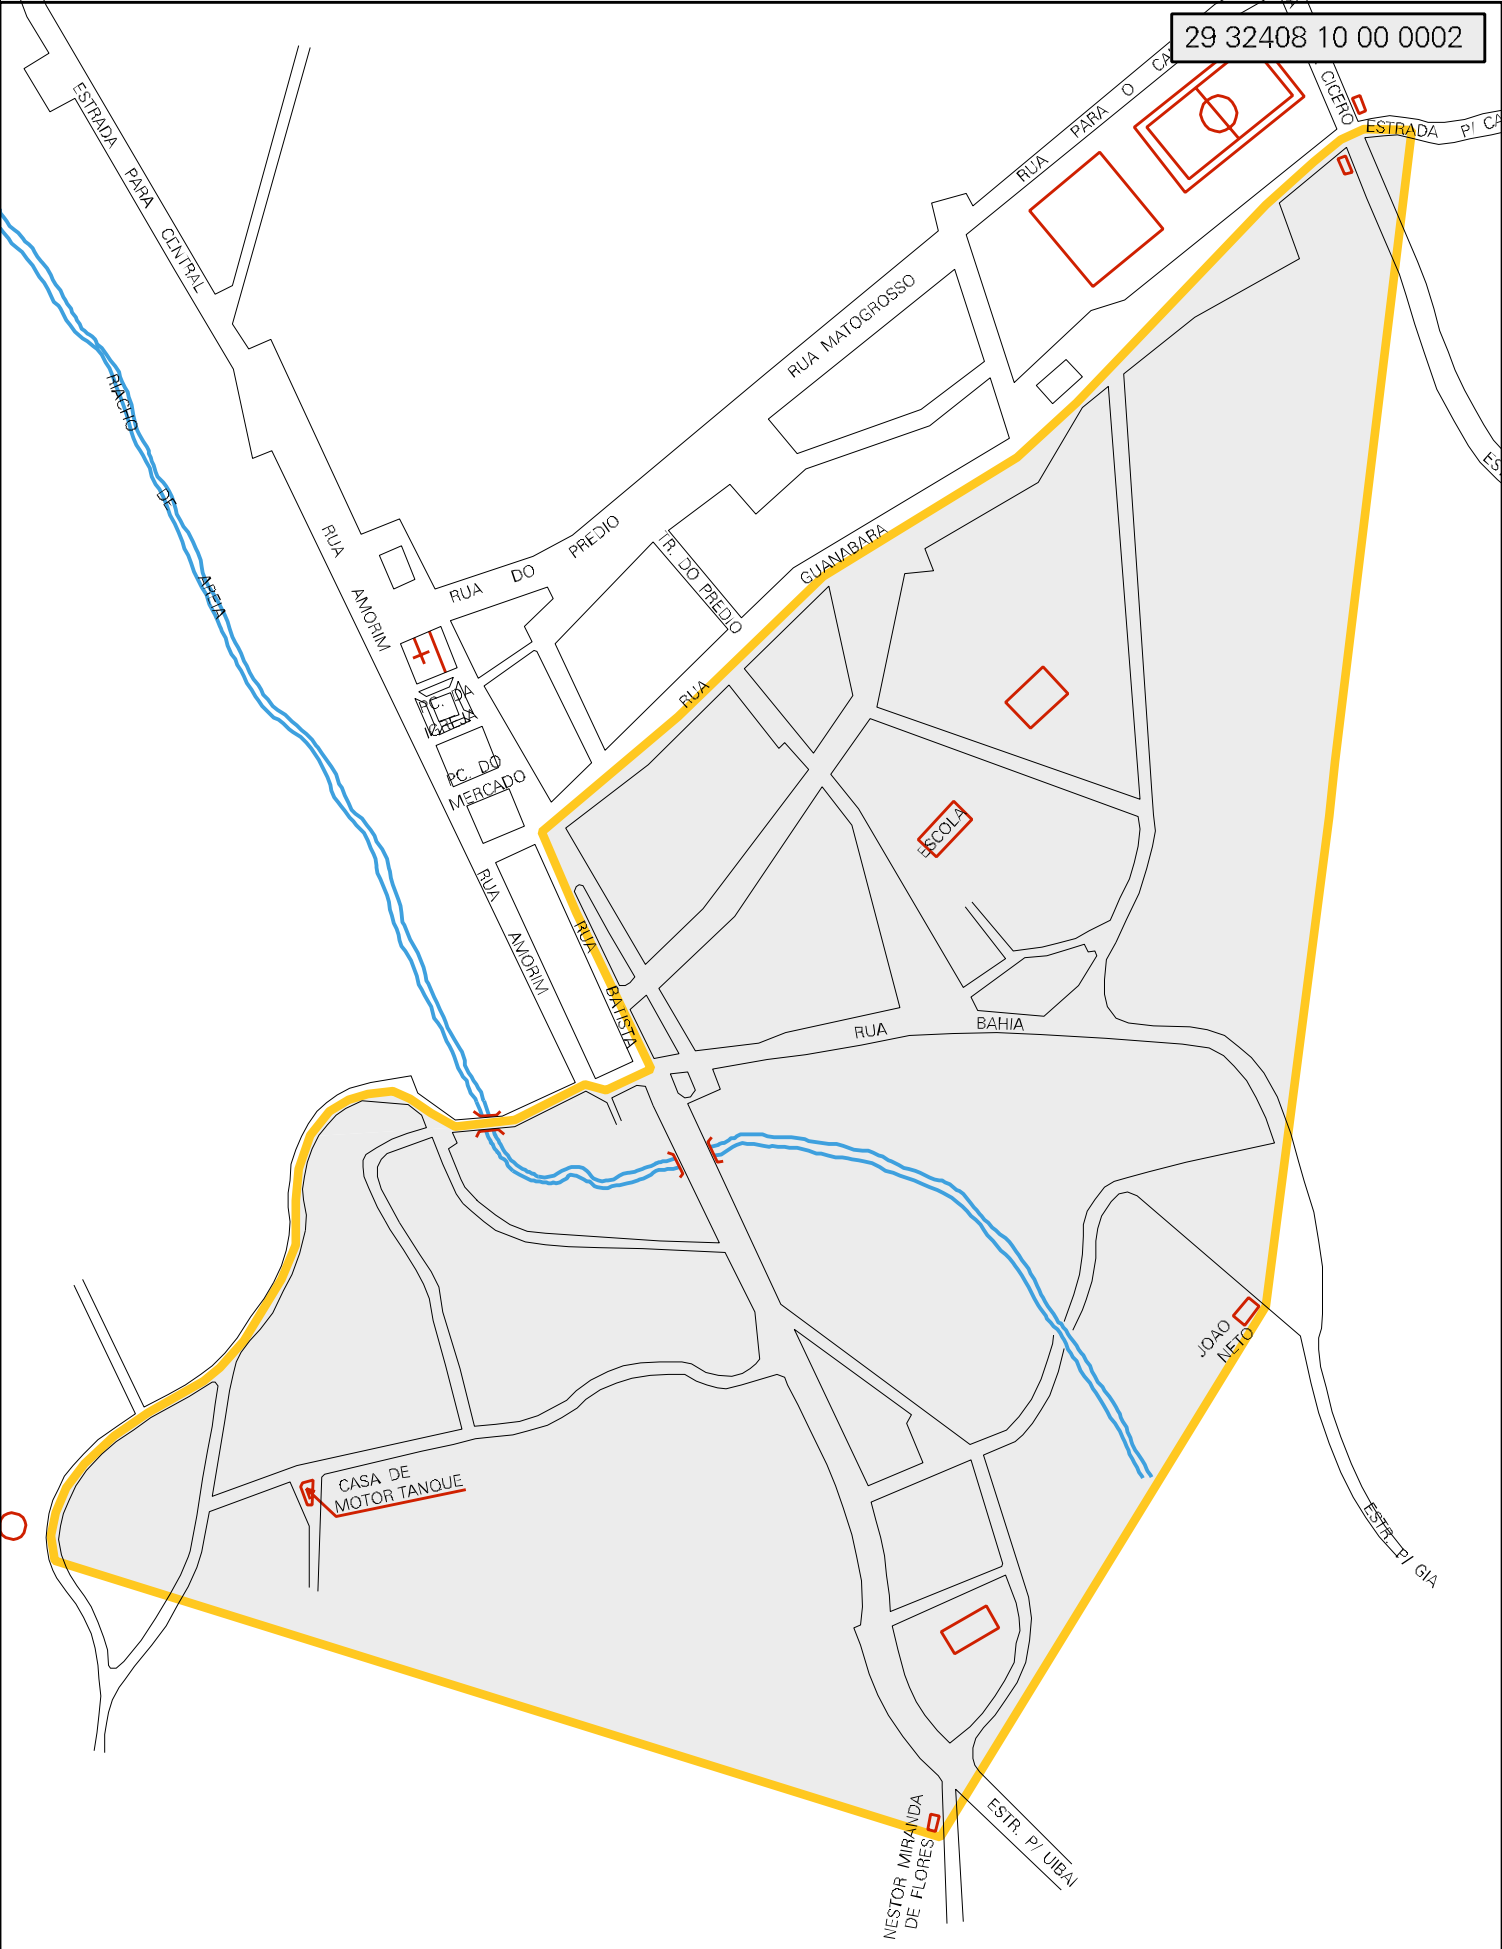 29 32408 10 00 0002
CICERO
ESTRADA P/ CA
RUA PARA O CA
ESTRADA PARA CENTRAL
RUA MATOGROSSO
RIACHO DE AREIA
RUA AMORIM
RUA DO PREDIO
TR. DO PREDIO
RUA GUANABARA
PC. DA
IGREJA
PC. DO
MERCADO
ESCOLA
RUA AMORIM
RUA BATISTA
RUA BAHIA
JOAO
NETO
CASA DE
MOTOR TANQUE
ESTR. P/ GIA
ESTR. P/ UIBAI
NESTOR MIRANDA
DE FLORES
ES